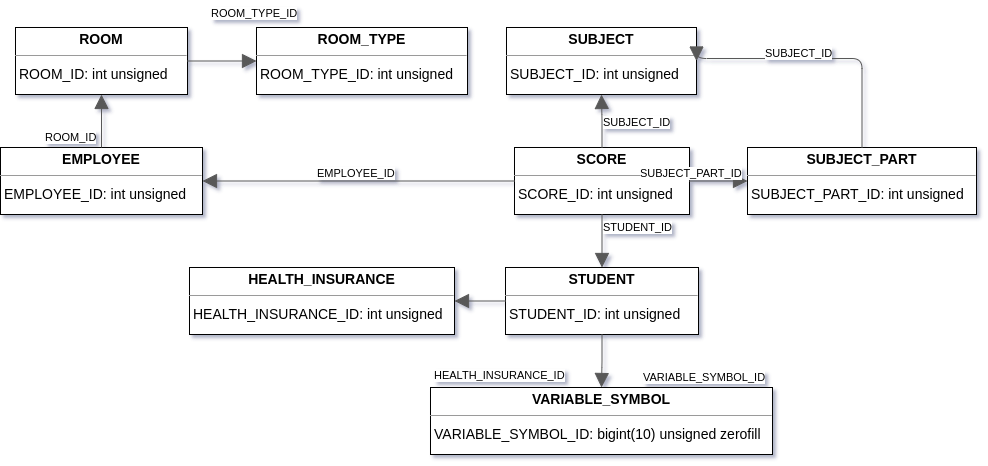 ROOM_TYPE_ID
ROOM
ROOM_ID: int unsigned
ROOM_TYPE
ROOM_TYPE_ID: int unsigned
SUBJECT
SUBJECT_ID: int unsigned
SUBJECT_ID
ROOM_ID
SUBJECT_ID
EMPLOYEE
EMPLOYEE_ID: int unsigned
EMPLOYEE_ID
SCORE
SCORE_ID: int unsigned
SUBJECT_PART_ID
SUBJECT_PART
SUBJECT_PART_ID: int unsigned
STUDENT_ID
HEALTH_INSURANCE
HEALTH_INSURANCE_ID: int unsigned
STUDENT
STUDENT_ID: int unsigned
HEALTH_INSURANCE_ID
VARIABLE_SYMBOL_ID
VARIABLE_SYMBOL
VARIABLE_SYMBOL_ID: bigint(10) unsigned zerofill